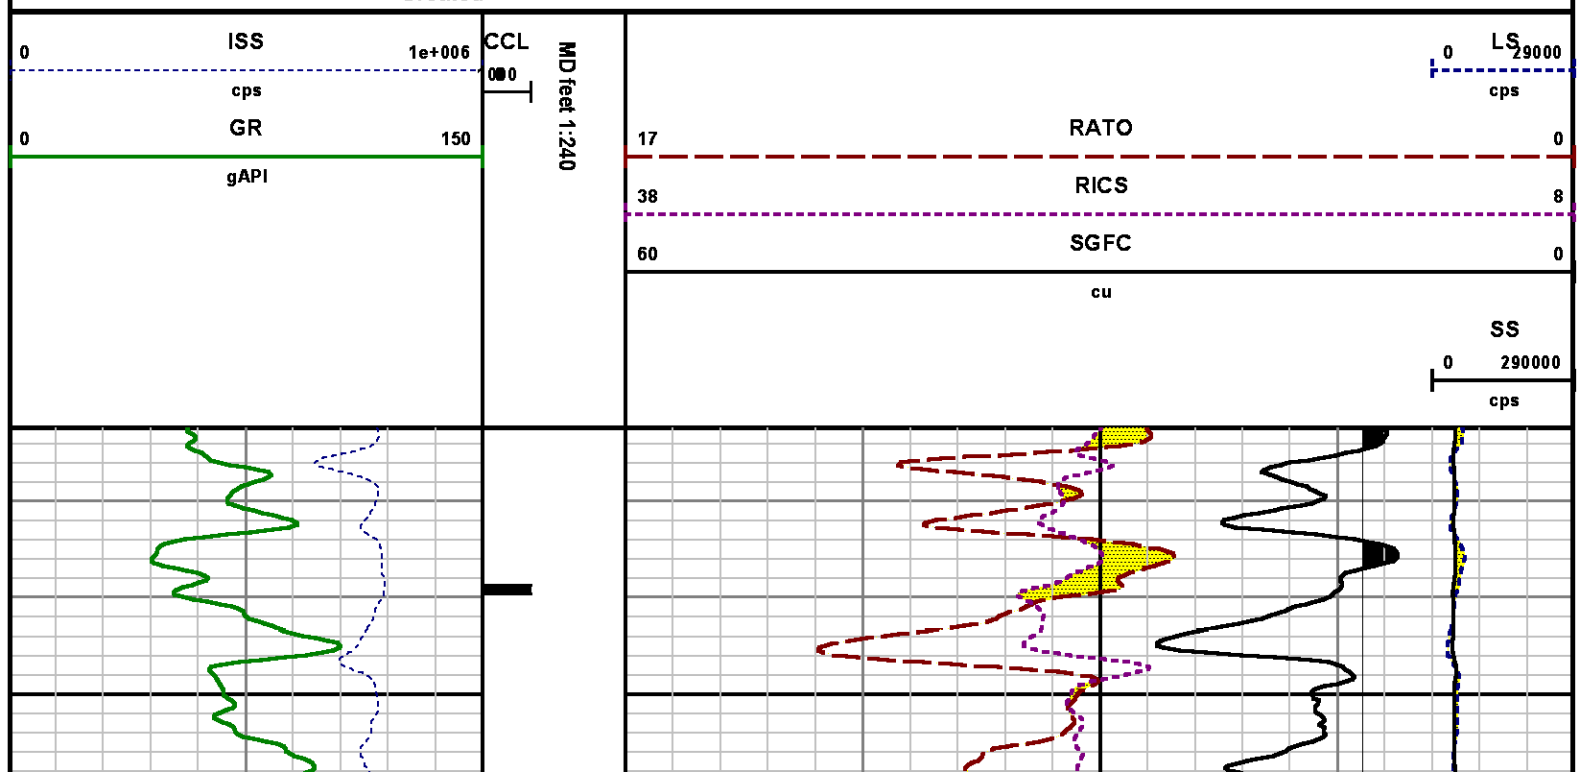 ISS
0 1e+006
cps
GR
0 150
gAPI
CCL
MD feet 1:240
LS
0 29000
cps
RATO
17 0
RICS
38 8
SGFC
60 0
cu
SS
0 290000
cps